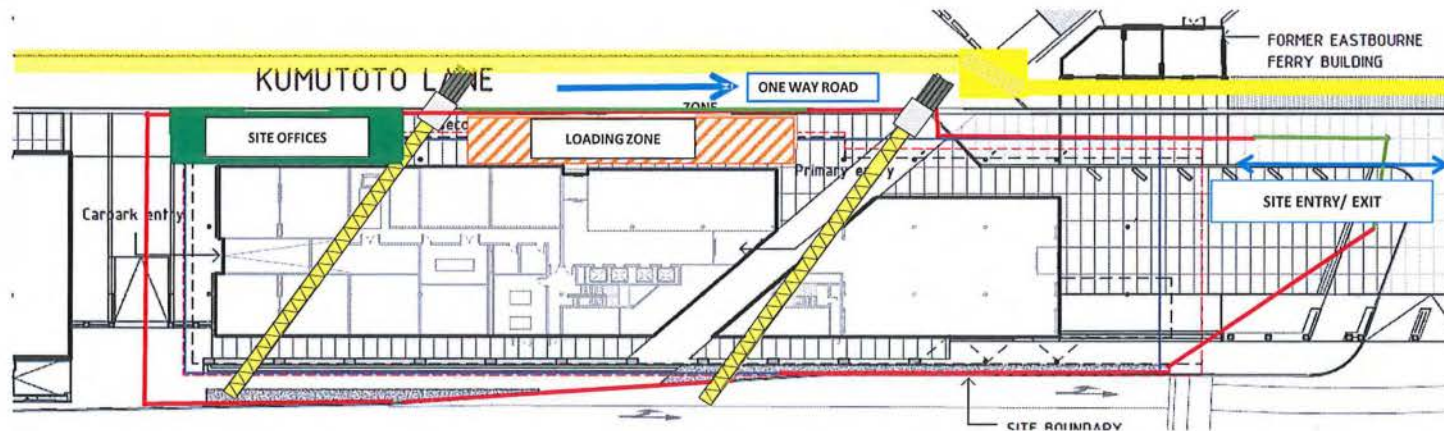 FORMER EASTBOURNE
FERRY BUILDING
KUMUTOTO LANE
ONE WAY ROAD
ZONE
SITE OFFICES
LOADING ZONE
Primary entry
SITE ENTRY/ EXIT
Carpark entry
SITE BOUNDARY